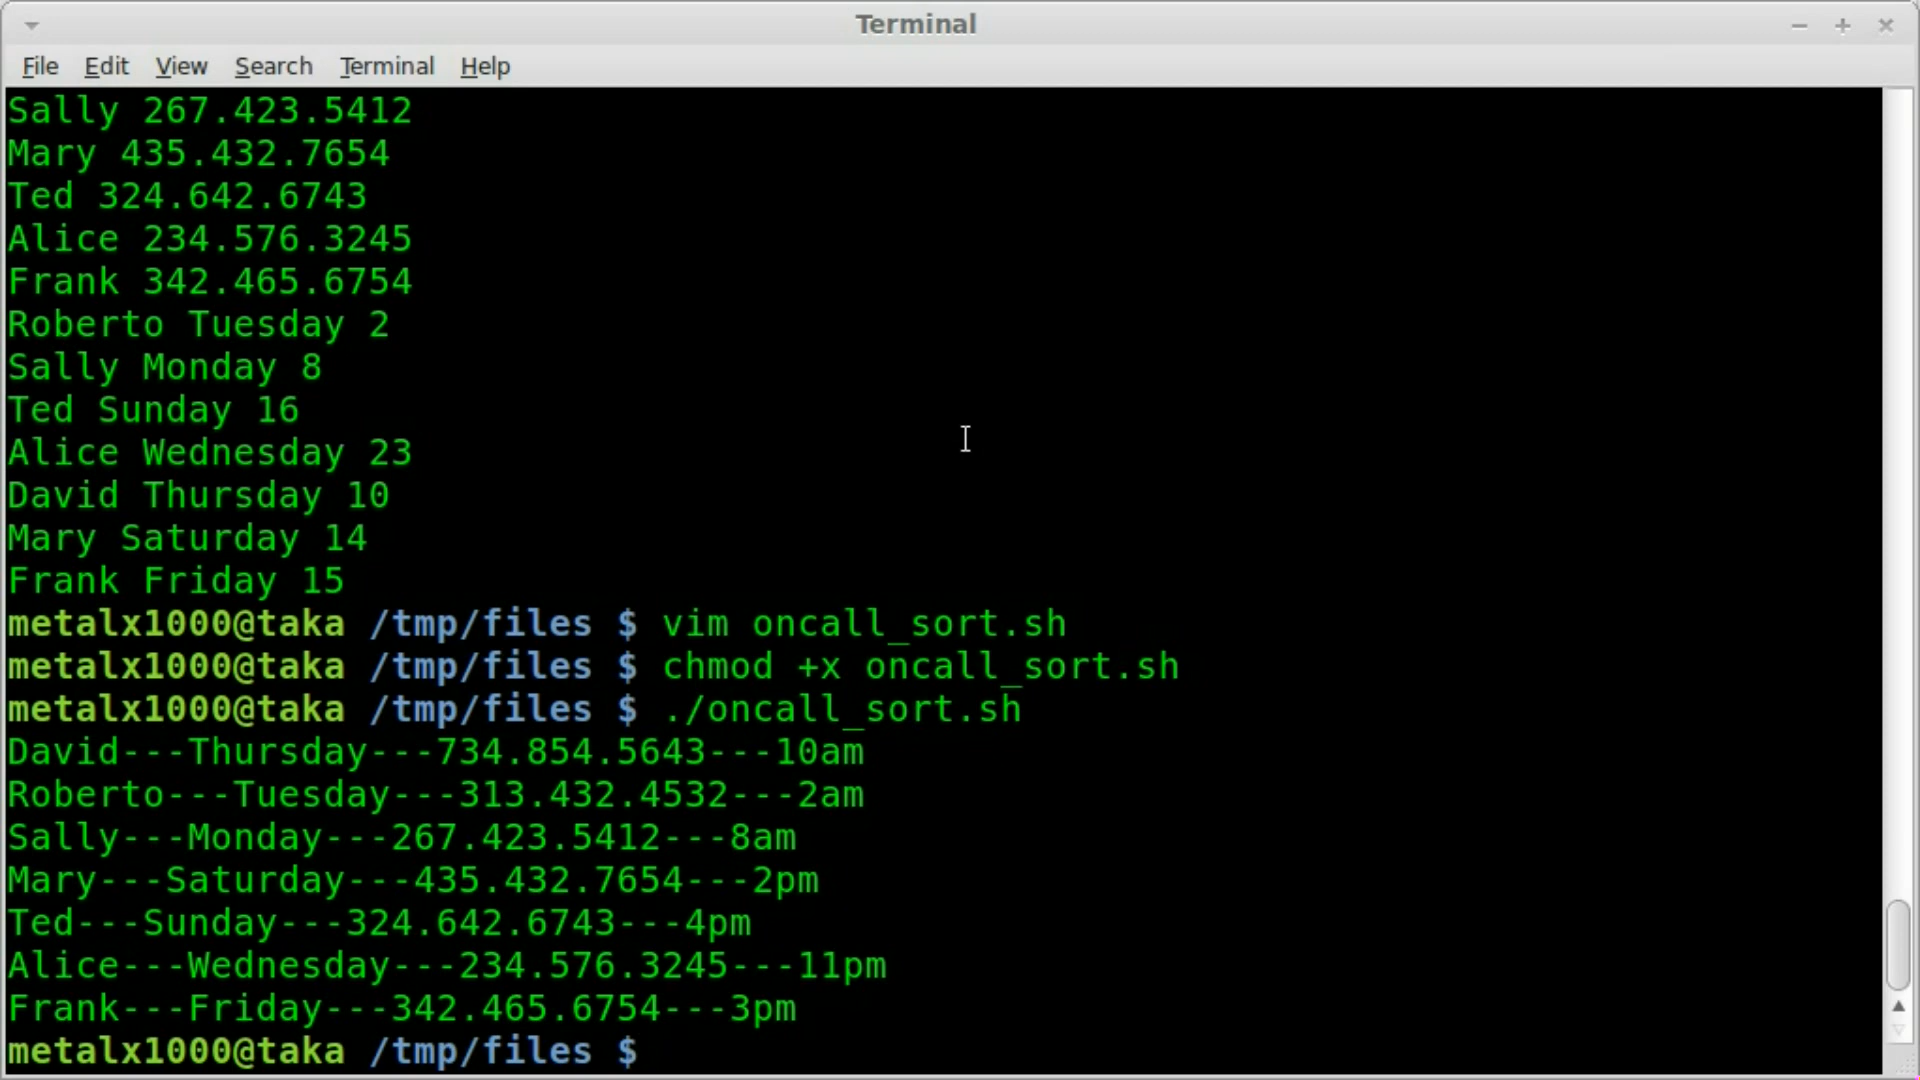 Terminal
File Edit View Search Terminal Help
Sally 267.423.5412
Mary 435.432.7654
Ted 324.642.6743
Alice 234.576.3245
Frank 342.465.6754
Roberto Tuesday 2
Sally Monday 8
Ted Sunday 16
Alice Wednesday 23
David Thursday 10
Mary Saturday 14
Frank Friday 15
metalx1000@taka /tmp/files $ vim oncall_sort.sh
metalx1000@taka /tmp/files $ chmod +x oncall_sort.sh
metalx1000@taka /tmp/files $ ./oncall_sort.sh
David---Thursday---734.854.5643---10am
Roberto---Tuesday---313.432.4532---2am
Sally---Monday---267.423.5412---8am
Mary---Saturday---435.432.7654---2pm
Ted---Sunday---324.642.6743---4pm
Alice---Wednesday---234.576.3245---11pm
Frank---Friday---342.465.6754---3pm
metalx1000@taka /tmp/files $